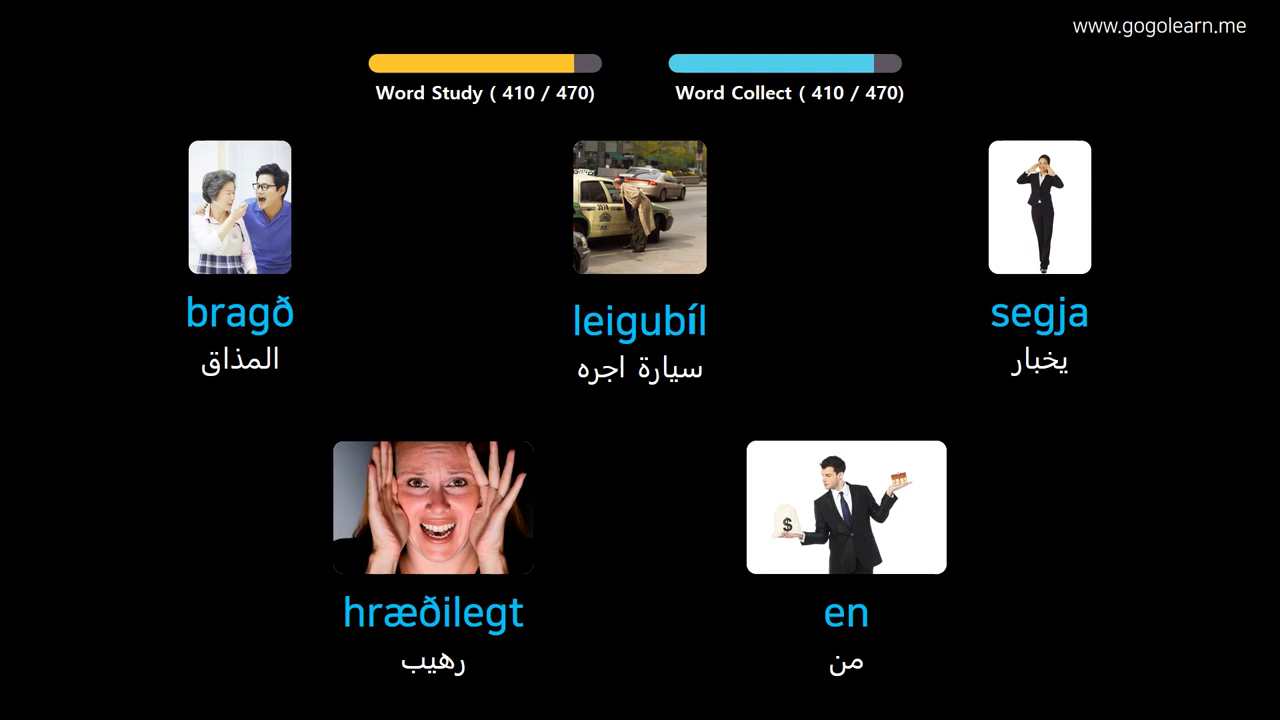 www.gogolearn.me
Word Study ( 410 / 470)
Word Collect ( 410 / 470)
bragð
المذاق
leigubíl
سيارة اجره
segja
يخبار
$
hræðilegt
رهيب
en
من